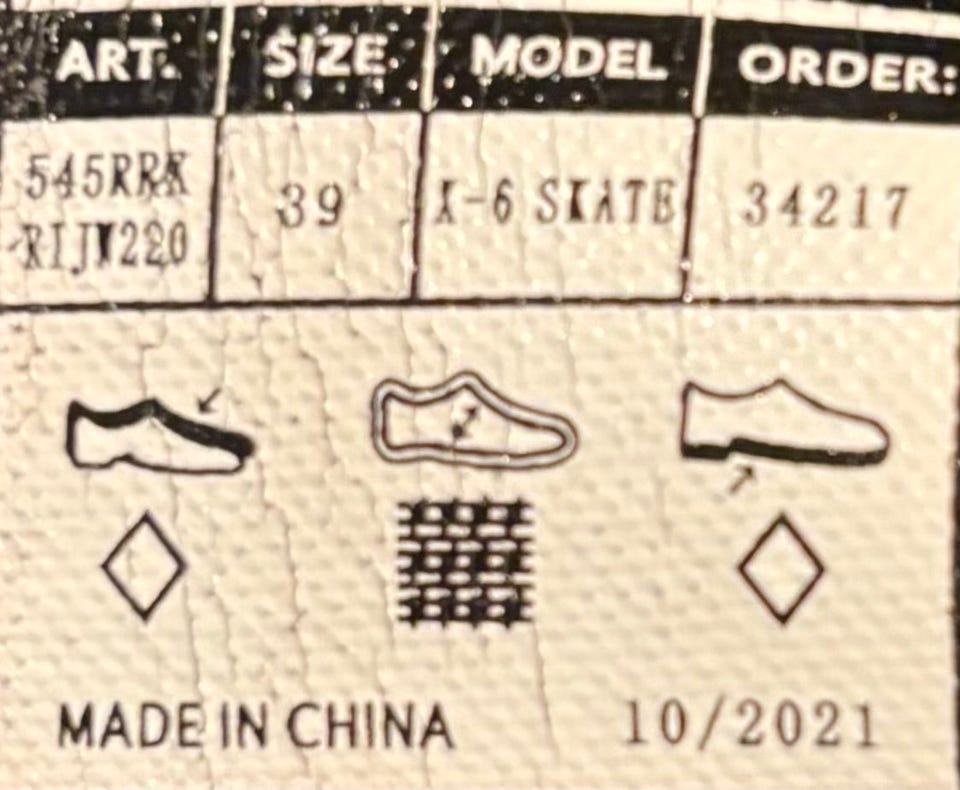 ART. SIZE MODEL ORDER:
545RRK 39 X-6 SKATE 34217
-RIJW220
MADE IN CHINA 10/2021